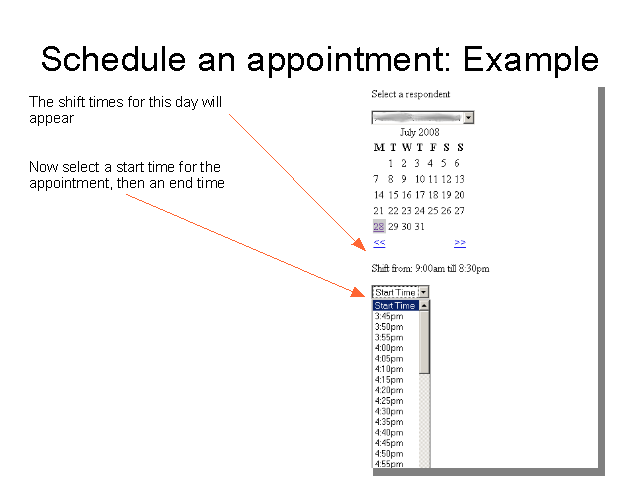 Schedule an appointment: Example
The shift times for this day will
appear
Now select a start time for the
appointment, then an end time
Select a respondent
July 2008
M T W T F S S
1 2 3 4 5 6
7 8 9 10 11 12 13
14 15 16 17 18 19 20
21 22 23 24 25 26 27
28 29 30 31
<< >>
Shift from: 9:00am till 8:30pm
Start Time
Start Time
3:45pm
3:50pm
3:55pm
4:00pm
4:05pm
4:10pm
4:15pm
4:20pm
4:25pm
4:30pm
4:35pm
4:40pm
4:45pm
4:50pm
4:55pm